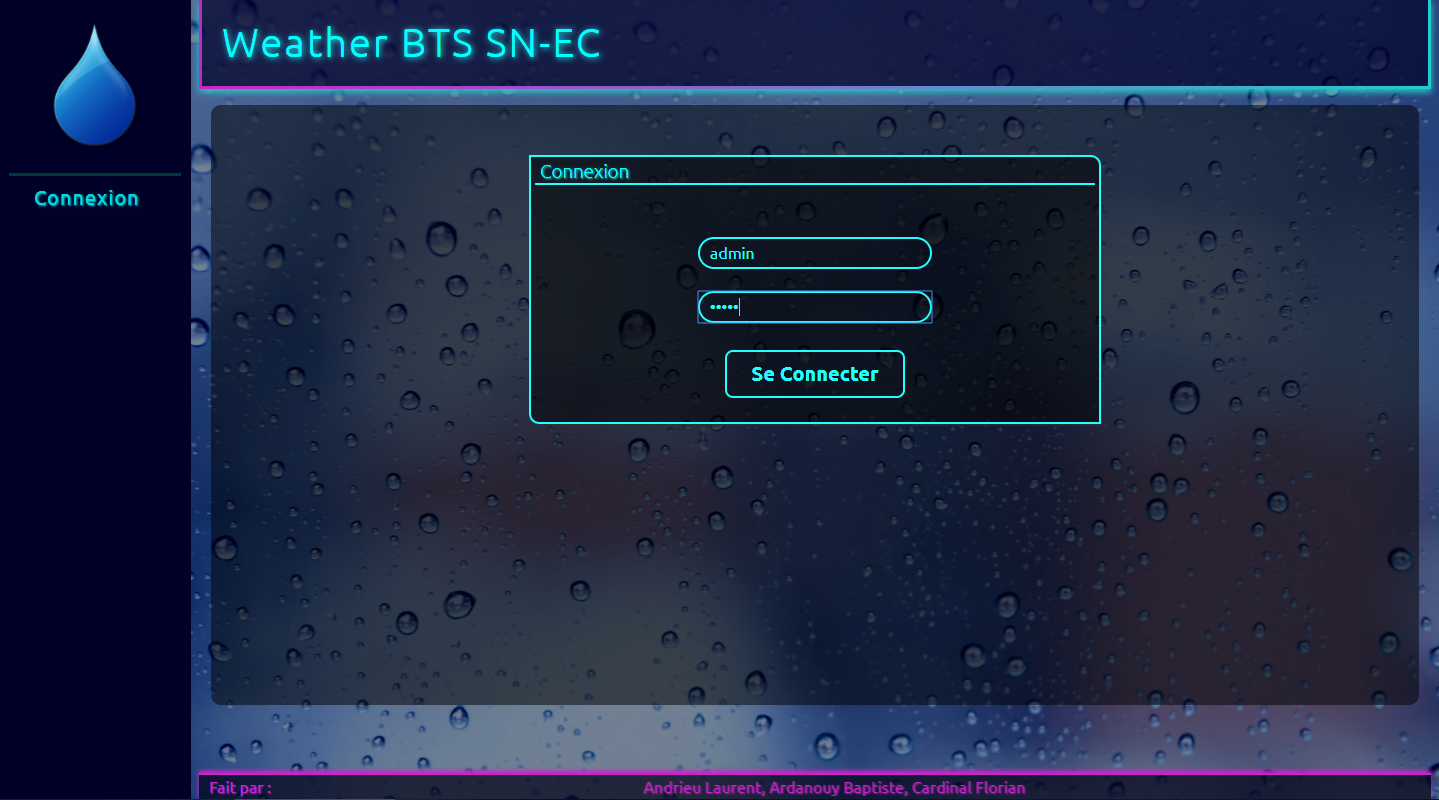 Weather BTS SN-EC
Connexion
Connexion
admin
•••••
Se Connecter
Fait par :
Andrieu Laurent, Ardanouy Baptiste, Cardinal Florian